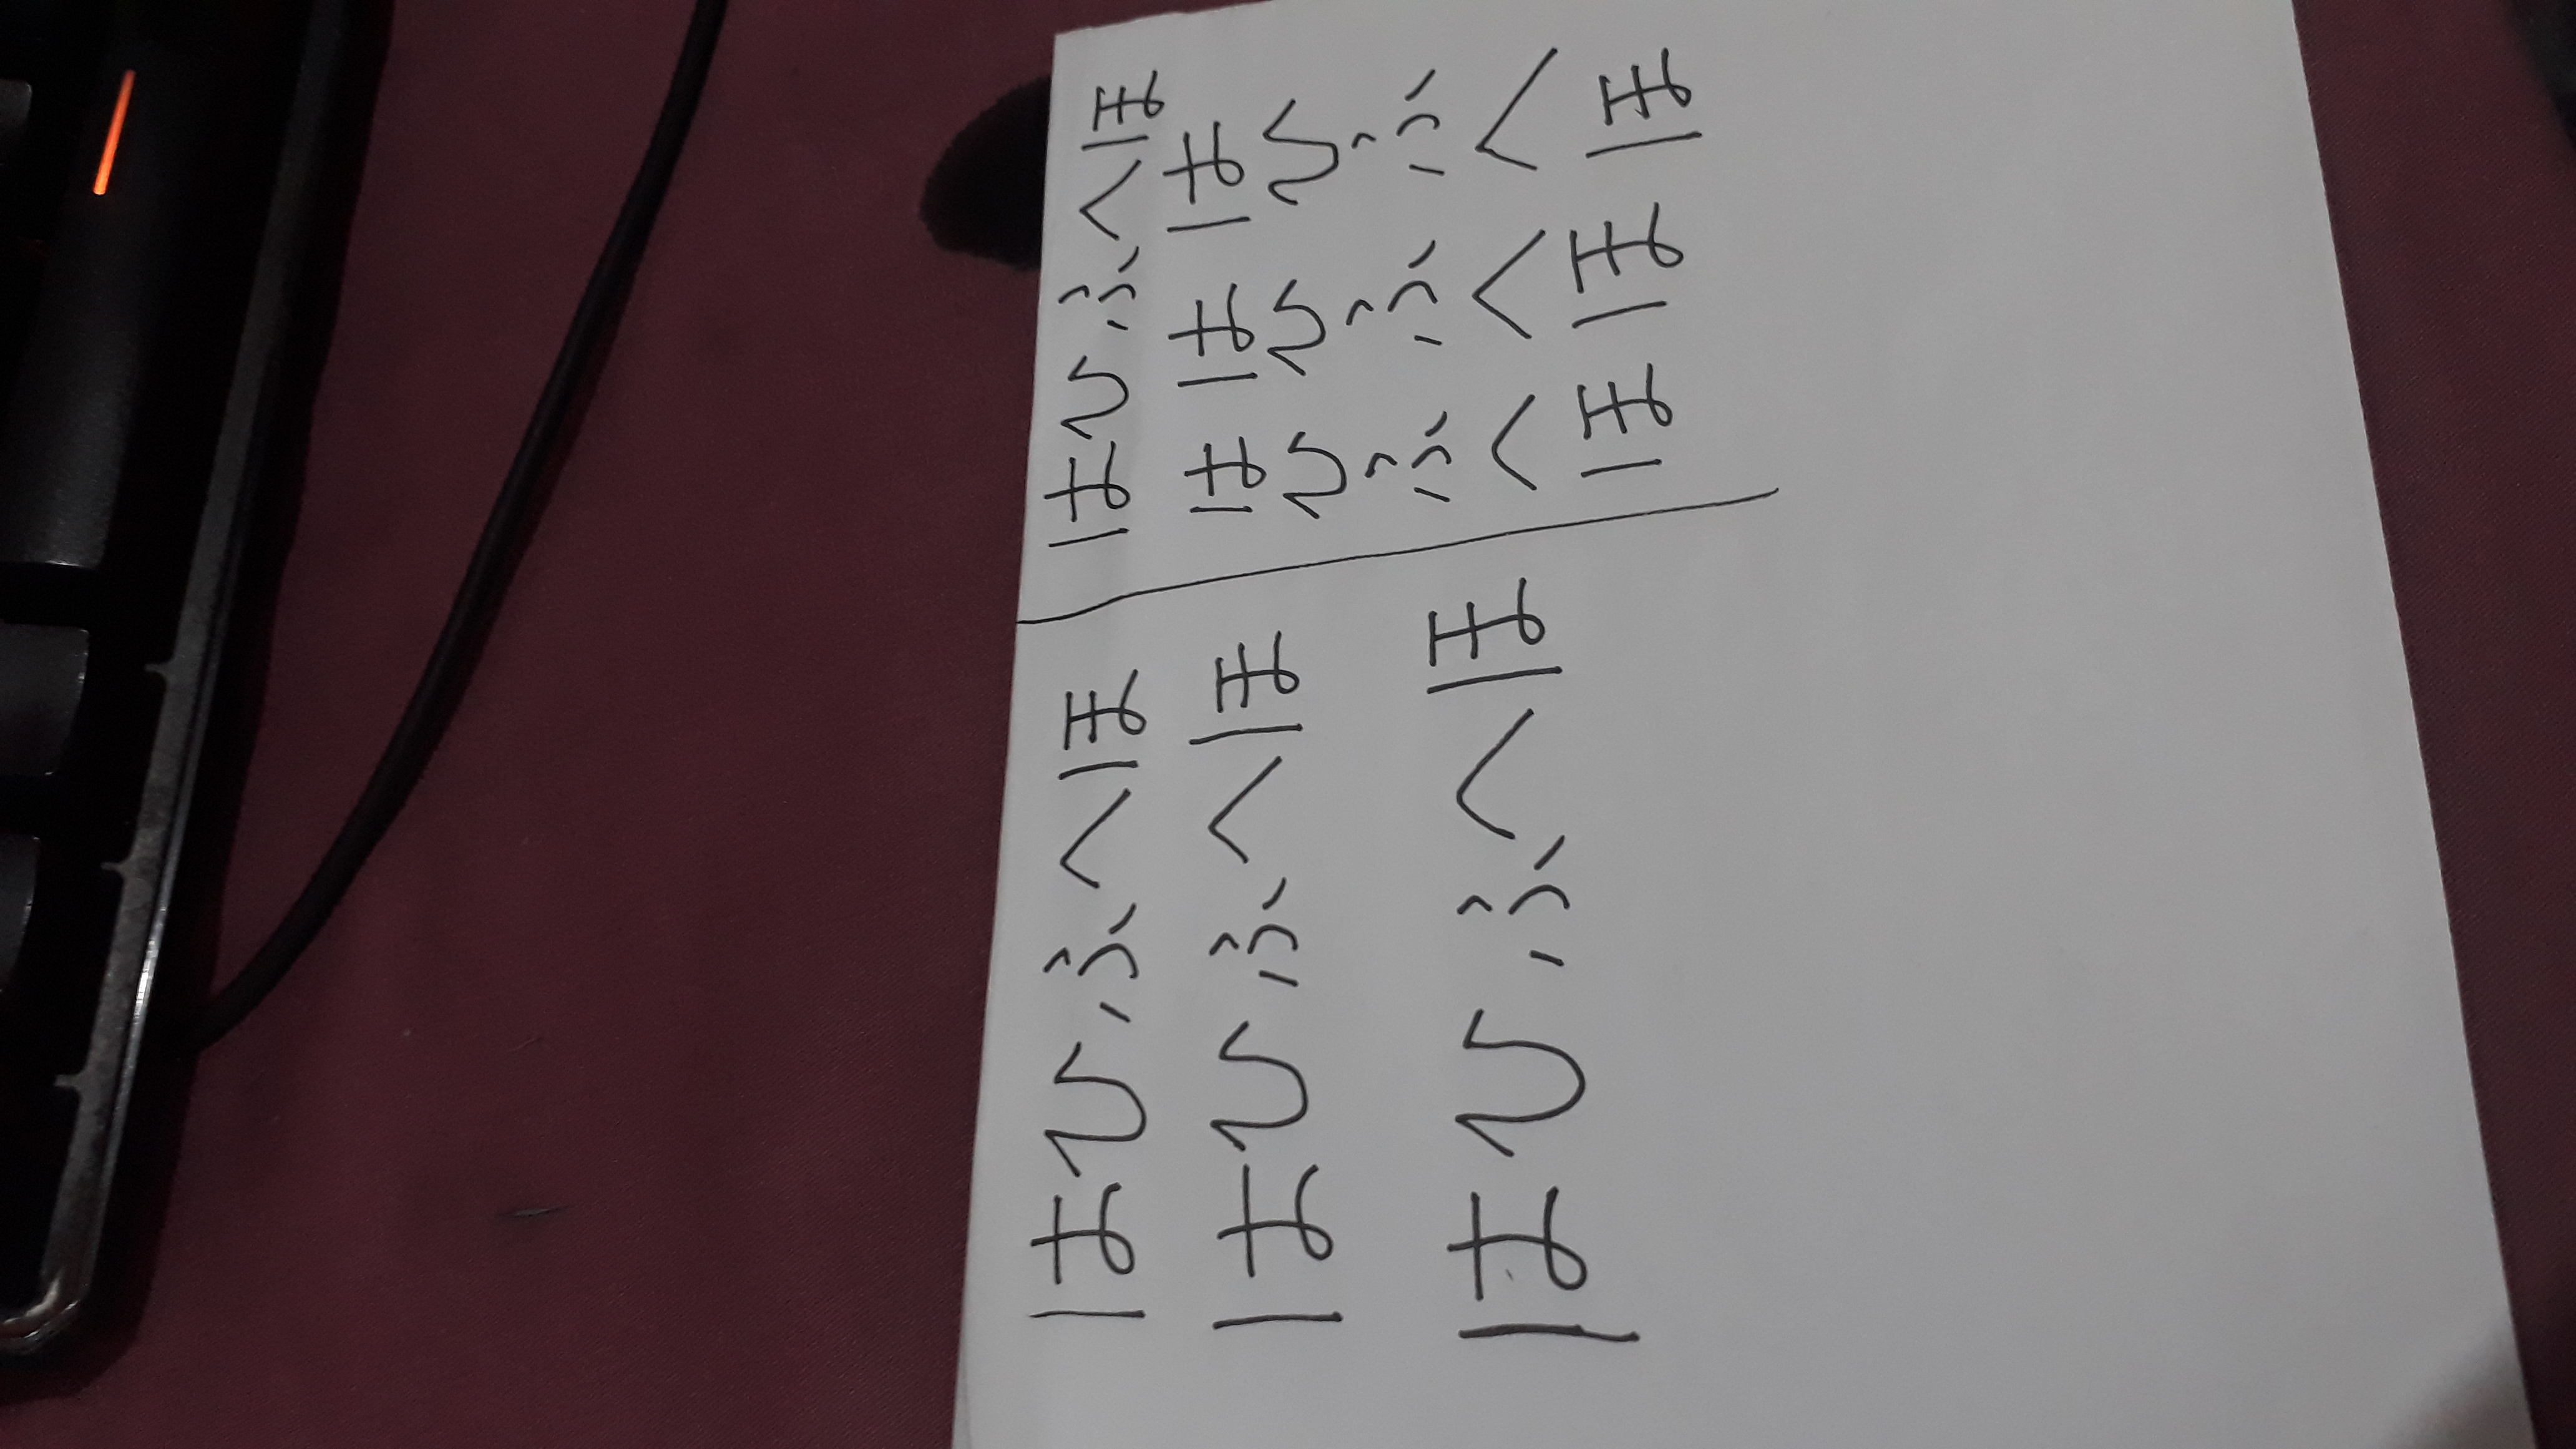 はひふへほ
はひふへほ
はひふへほ
はひふへほ
は は は
ひ ひ ひ
ふ ふ ふ
へ へ へ
ほ ほ ほ